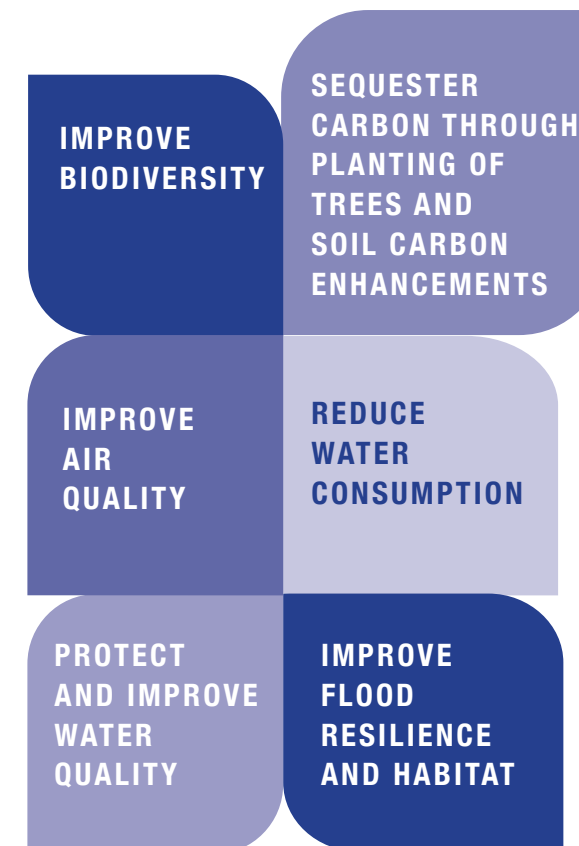 IMPROVE
BIODIVERSITY
SEQUESTER
CARBON THROUGH
PLANTING OF
TREES AND
SOIL CARBON
ENHANCEMENTS
IMPROVE
AIR
QUALITY
REDUCE
WATER
CONSUMPTION
PROTECT
AND IMPROVE
WATER
QUALITY
IMPROVE
FLOOD
RESILIENCE
AND HABITAT